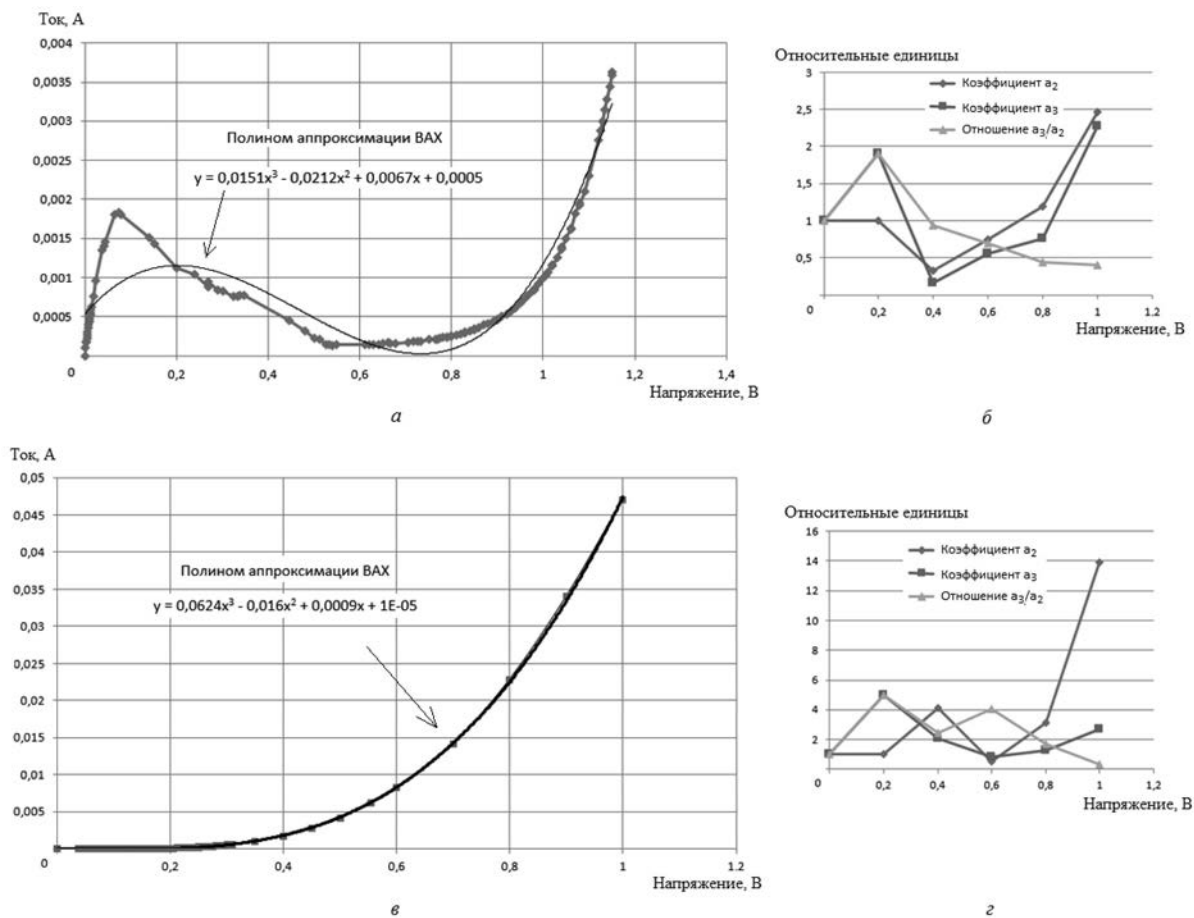 Ток, А
0,004
0,0035
0,003
0,0025
0,002
0,0015
0,001
0,0005
0
0,2
0,4
0,6
0,8
1
1,2
1,4
Напряжение, В
Полином аппроксимации ВАХ
y = 0,0151x³ - 0,0212x² + 0,0067x + 0,0005
а
Относительные единицы
3
2,5
2
1,5
1
0,5
0
Коэффициент a₂
Коэффициент a₃
Отношение a₃/a₂
0,2
0,4
0,6
0,8
1
1.2
Напряжение, В
б
Ток, А
0,05
0,045
0,04
0,035
0,03
0,025
0,02
0,015
0,01
0,005
0
Полином аппроксимации ВАХ
y = 0,0624x³ - 0,016x² + 0,0009x + 1E-05
0,2
0,4
0,6
0,8
1
1.2
Напряжение, В
в
Относительные единицы
16
14
12
10
8
6
4
2
0
Коэффициент a₂
Коэффициент a₃
Отношение a₃/a₂
0,2
0,4
0,6
0,8
1
1,2
Напряжение, В
г